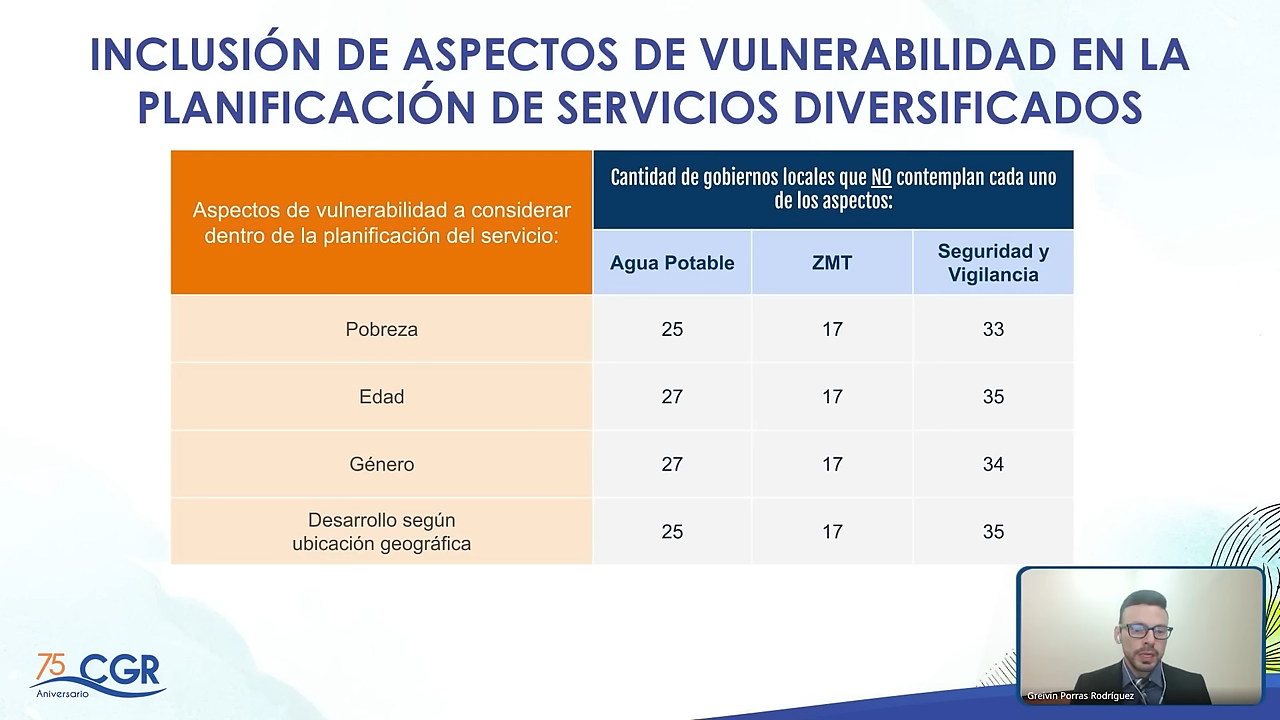 INCLUSIÓN DE ASPECTOS DE VULNERABILIDAD EN LA
PLANIFICACIÓN DE SERVICIOS DIVERSIFICADOS
Aspectos de vulnerabilidad a considerar
dentro de la planificación del servicio:
Cantidad de gobiernos locales que NO contemplan cada uno
de los aspectos:
Agua Potable
ZMT
Seguridad y
Vigilancia
Pobreza
25
17
33
Edad
27
17
35
Género
27
17
34
Desarrollo según
ubicación geográfica
25
17
35
75 CGR
Aniversario
Greivin Porras Rodríguez